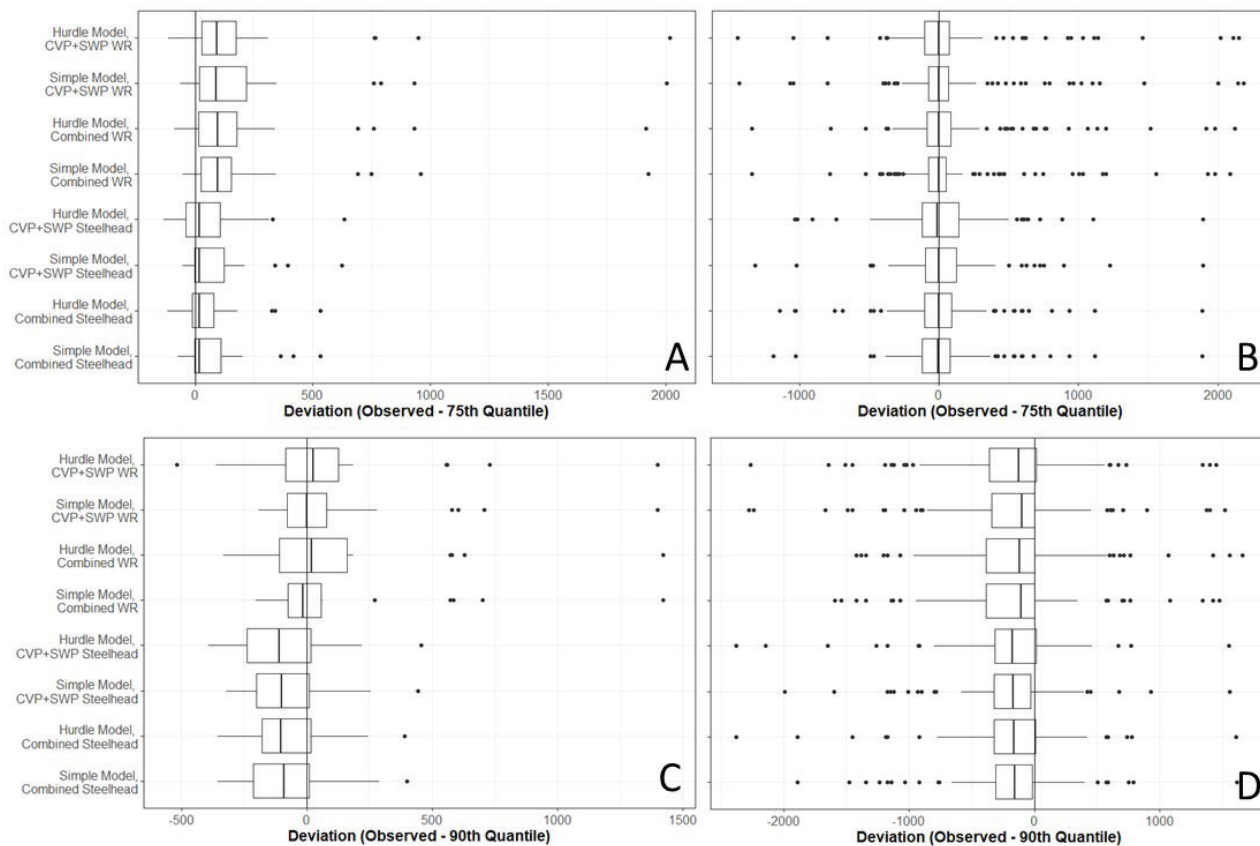 Hurdle Model,
CVP+SWP WR
Simple Model,
CVP+SWP WR
Hurdle Model,
Combined WR
Simple Model,
Combined WR
Hurdle Model,
CVP+SWP Steelhead
Simple Model,
CVP+SWP Steelhead
Hurdle Model,
Combined Steelhead
Simple Model,
Combined Steelhead
A
0 500 1000 1500 2000
Deviation (Observed - 75th Quantile)
B
-1000 0 1000 2000
Deviation (Observed - 75th Quantile)
Hurdle Model,
CVP+SWP WR
Simple Model,
CVP+SWP WR
Hurdle Model,
Combined WR
Simple Model,
Combined WR
Hurdle Model,
CVP+SWP Steelhead
Simple Model,
CVP+SWP Steelhead
Hurdle Model,
Combined Steelhead
Simple Model,
Combined Steelhead
C
-500 0 500 1000 1500
Deviation (Observed - 90th Quantile)
D
-2000 -1000 0 1000
Deviation (Observed - 90th Quantile)